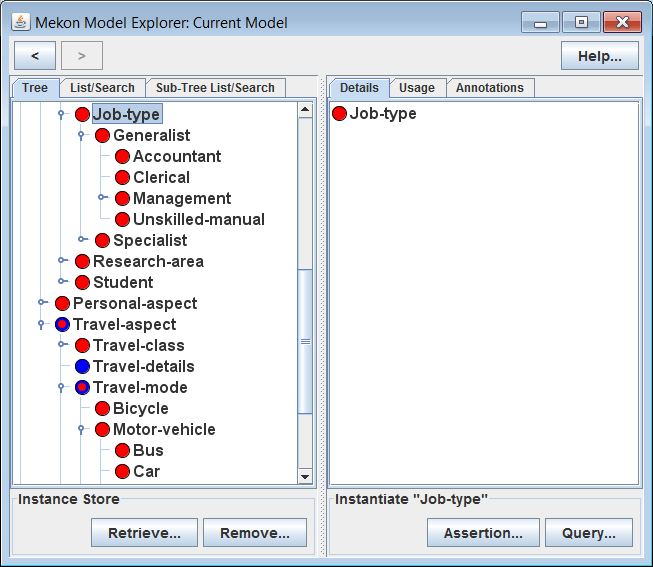 Mekon Model Explorer: Current Model
< > Help...
Tree List/Search Sub-Tree List/Search
Job-type
Generalist
Accountant
Clerical
Management
Unskilled-manual
Specialist
Research-area
Student
Personal-aspect
Travel-aspect
Travel-class
Travel-details
Travel-mode
Bicycle
Motor-vehicle
Bus
Car
Instance Store
Retrieve... Remove...
Details Usage Annotations
Job-type
Instantiate "Job-type"
Assertion... Query...